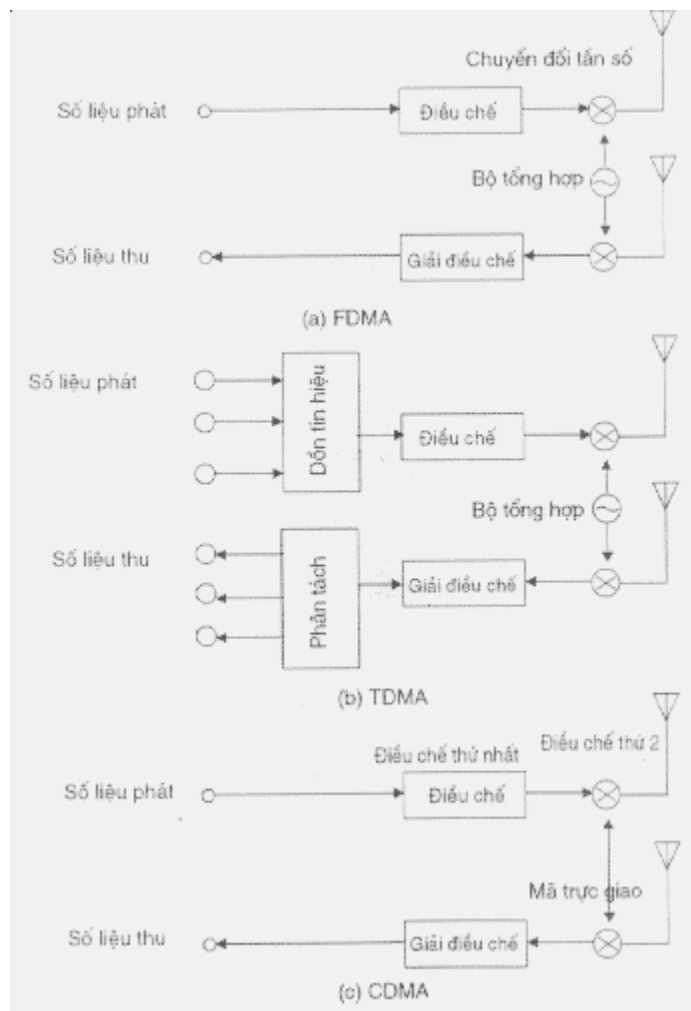 Chuyển đổi tần số
Số liệu phát
Điều chế
Bộ tổng hợp
Số liệu thu
Giải điều chế
(a) FDMA
Số liệu phát
Dồn tín hiệu
Điều chế
Bộ tổng hợp
Số liệu thu
Phân tách
Giải điều chế
(b) TDMA
Điều chế thứ nhất
Điều chế thứ 2
Số liệu phát
Điều chế
Mã trực giao
Số liệu thu
Giải điều chế
(c) CDMA